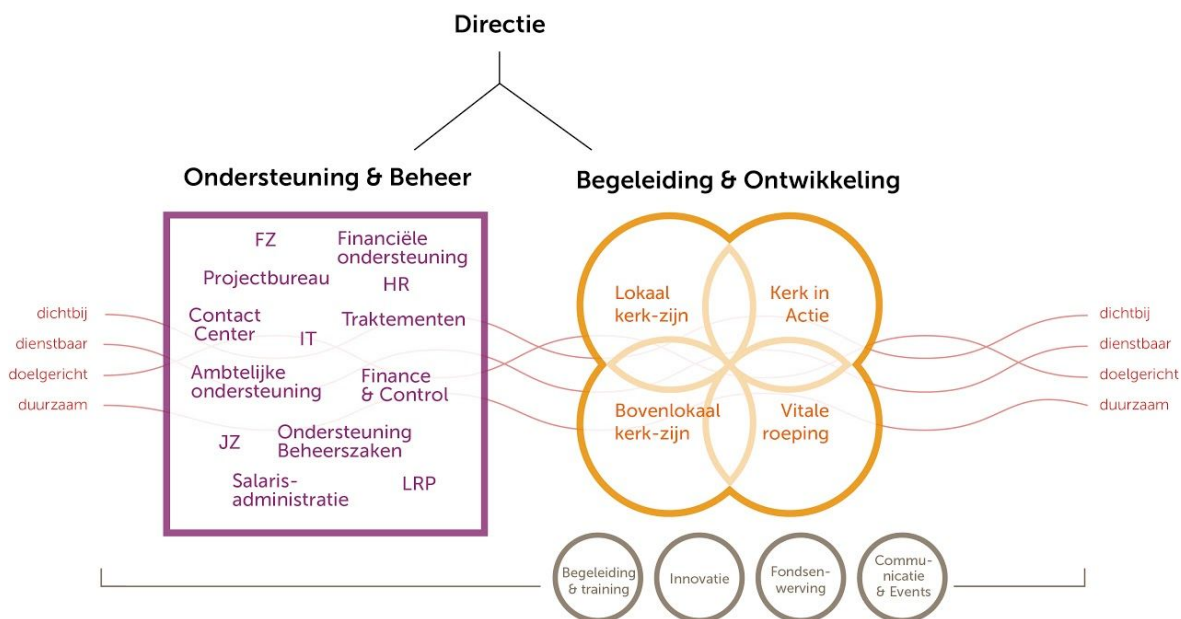 Directie
Ondersteuning & Beheer
Begeleiding & Ontwikkeling
FZ
Financiële
ondersteuning
Projectbureau
HR
Contact
Center
IT
Traktementen
Ambtelijke
ondersteuning
Finance
& Control
JZ
Ondersteuning
Beheerszaken
Salaris-
administratie
LRP
dichtbij
dienstbaar
doelgericht
duurzaam
Lokaal
kerk-zijn
Kerk in
Actie
Bovenlokaal
kerk-zijn
Vitale
roeping
dichtbij
dienstbaar
doelgericht
duurzaam
Begeleiding
& training
Innovatie
Fondsen-
werving
Commu-
nicatie
& Events